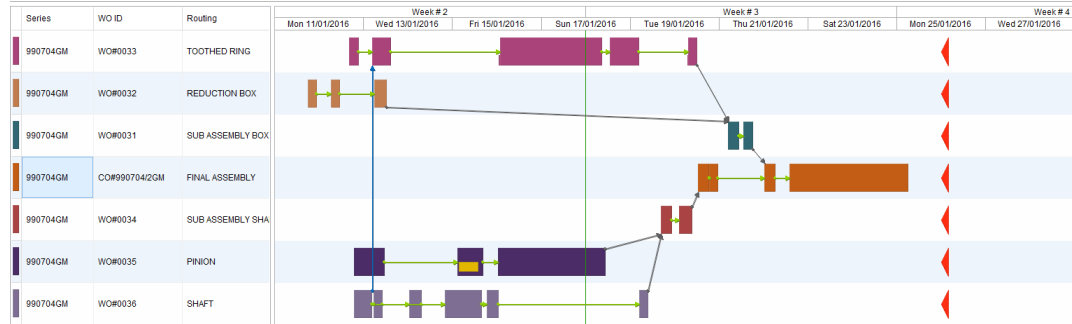 Week # 2 Week # 3 Week # 4
Series WO ID Routing Mon 11/01/2016 Wed 13/01/2016 Fri 15/01/2016 Sun 17/01/2016 Tue 19/01/2016 Thu 21/01/2016 Sat 23/01/2016 Mon 25/01/2016 Wed 27/01/2016
990704GM WO#0033 TOOTHED RING
990704GM WO#0032 REDUCTION BOX
990704GM WO#0031 SUB ASSEMBLY BOX
990704GM CO#990704/2GM FINAL ASSEMBLY
990704GM WO#0034 SUB ASSEMBLY SHA
990704GM WO#0035 PINION
990704GM WO#0036 SHAFT